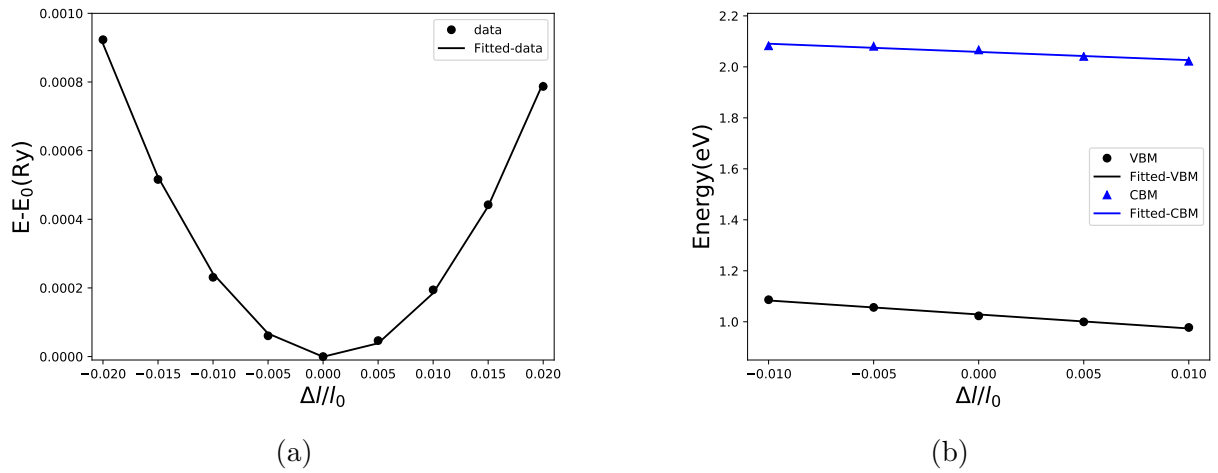 0.0010
0.0008
0.0006
0.0004
0.0002
0.0000
E-E₀(Ry)
data
Fitted-data
−0.020 −0.015 −0.010 −0.005 0.000 0.005 0.010 0.015 0.020
Δl/l₀
(a)
2.2
2.0
1.8
1.6
1.4
1.2
1.0
Energy(eV)
VBM
Fitted-VBM
CBM
Fitted-CBM
−0.010 −0.005 0.000 0.005 0.010
Δl/l₀
(b)